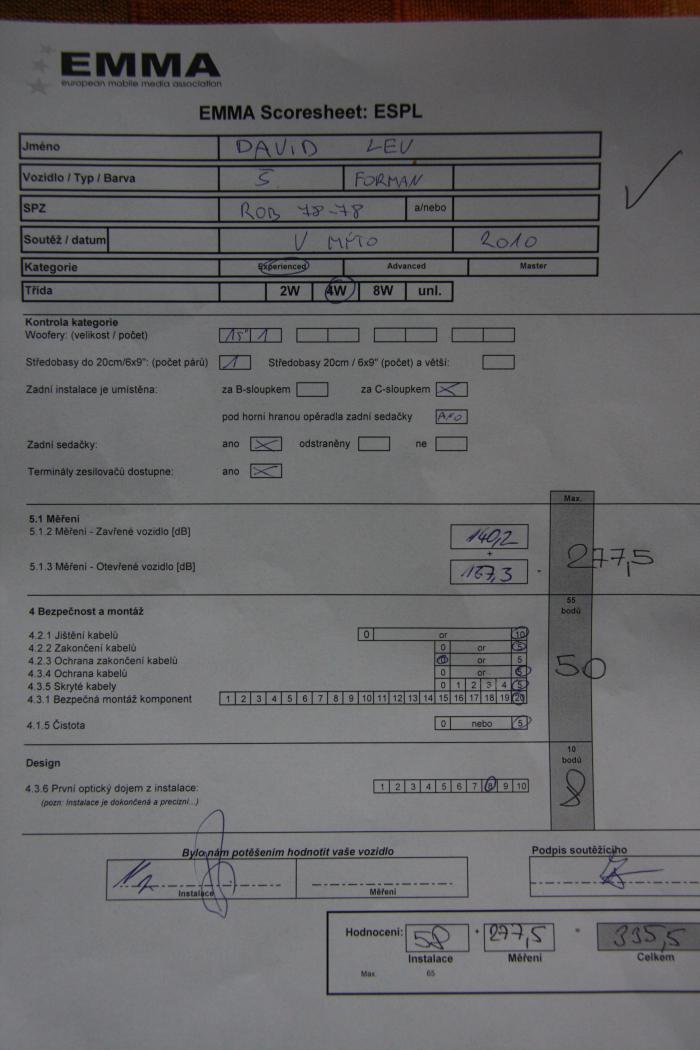 EMMA
european mobile media association
EMMA Scoresheet: ESPL
Jméno DAVID LEV
Vozidlo / Typ / Barva Š. FORMAN
SPZ ROB 78-78 a/nebo
Soutěž / datum V MÝTO 2010
Kategorie Experienced Advanced Master
Třída 2W 4W 8W unl.
Kontrola kategorie
Woofery: (velikost / počet) 15" 1
Středobasy do 20cm/6x9": (počet párů) 1 Středobasy 20cm / 6x9" (počet) a větší:
Zadní instalace je umístěna: za B-sloupkem za C-sloupkem X
pod horní hranou opěradla zadní sedačky ANO
Zadní sedačky: ano X odstraněny ne
Terminály zesilovačů dostupne: ano X
Max.
5.1 Měření
5.1.2 Měření - Zavřené vozidlo [dB] 140,2
+
5.1.3 Měření - Otevřené vozidlo [dB] 137,3 277,5
55 bodů
4 Bezpečnost a montáž
4.2.1 Jištění kabelů 0 or 10
4.2.2 Zakončení kabelů 0 or 5
4.2.3 Ochrana zakončení kabelů 0 or 5
4.3.4 Ochrana kabelů 0 or 5
4.3.5 Skryté kabely 0 1 2 3 4 5
4.3.1 Bezpečná montáž komponent 1 2 3 4 5 6 7 8 9 10 11 12 13 14 15 16 17 18 19 20
50
4.1.5 Čistota 0 nebo 5
10 bodů
Design
4.3.6 První optický dojem z instalace: 1 2 3 4 5 6 7 8 9 10 8
(pozn: Instalace je dokončená a precizní...)
Bylo nám potěšením hodnotit vaše vozidlo Podpis soutěžícího
Instalace Měření
Hodnocení: 58 + 277,5 = 335,5
Instalace Měření Celkem
Max. 65